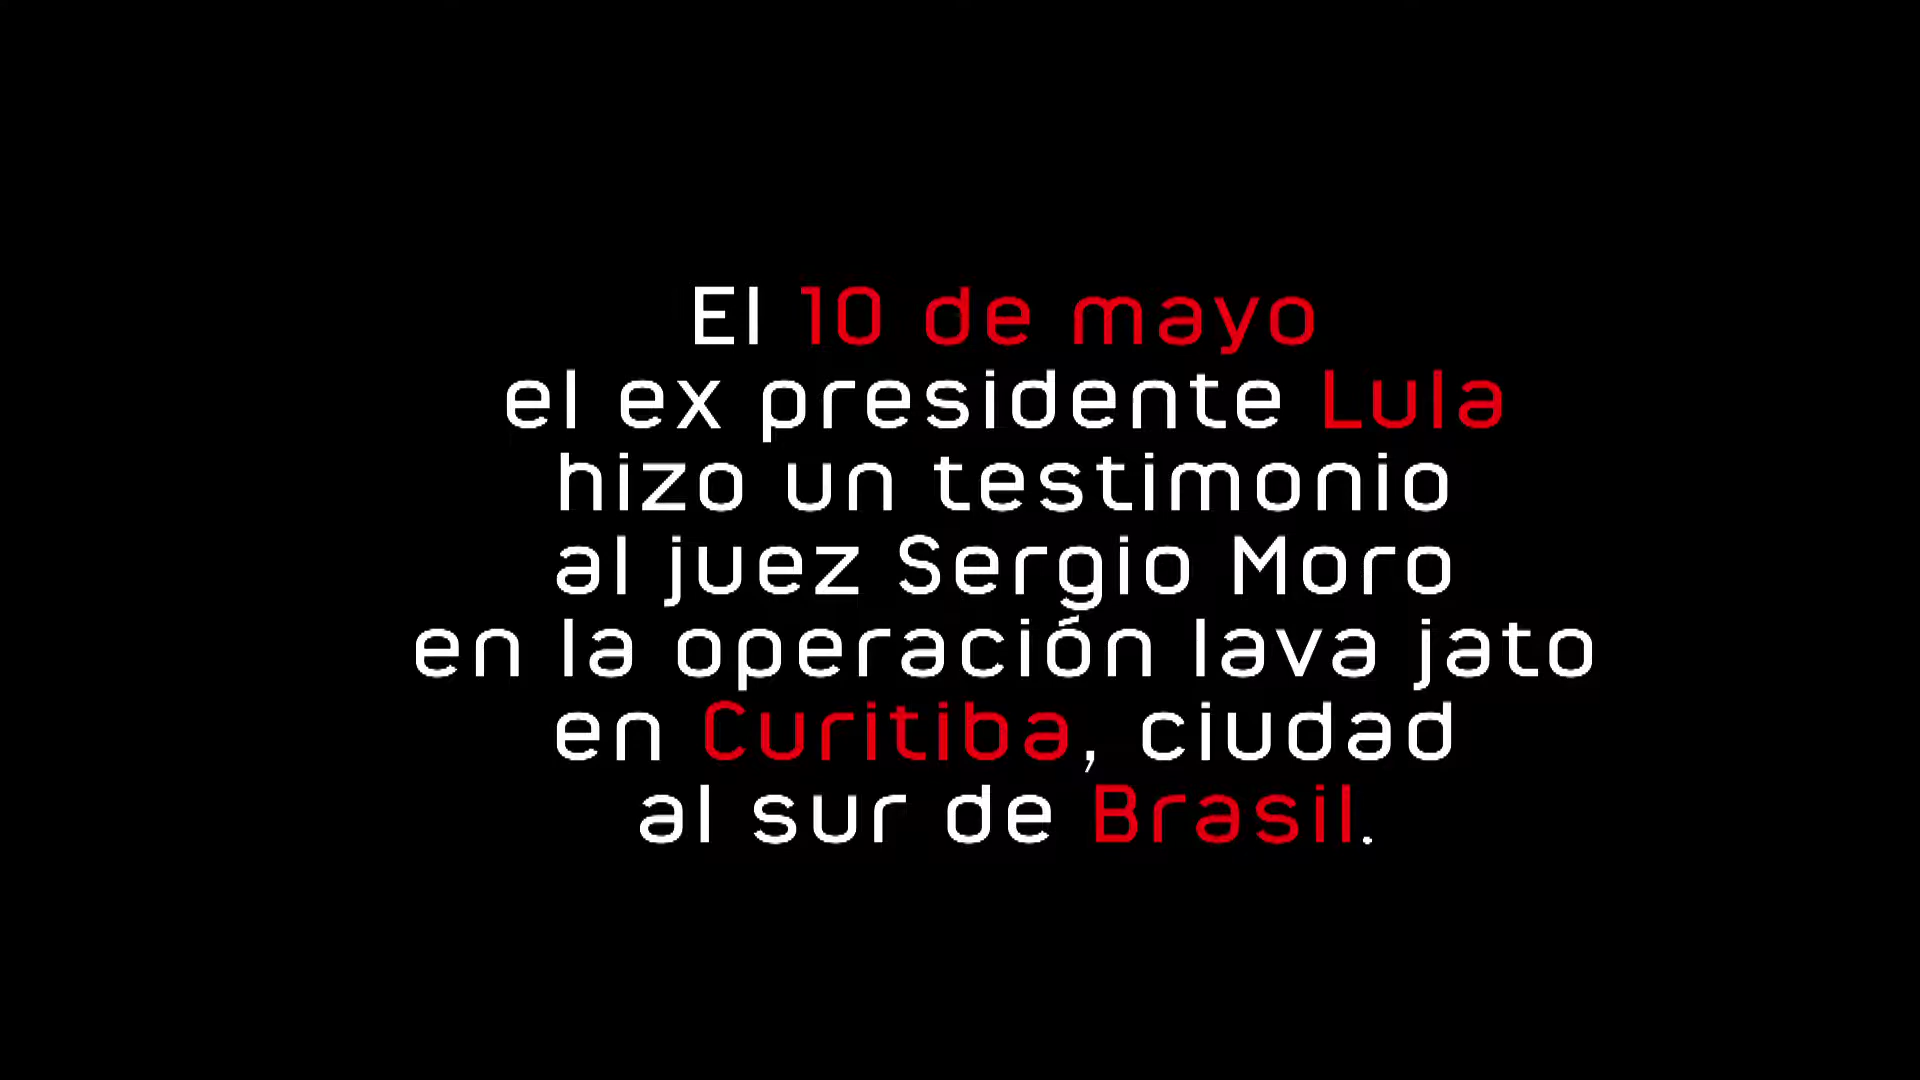 El 10 de mayo
el ex presidente Lula
hizo un testimonio
al juez Sergio Moro
en la operación lava jato
en Curitiba, ciudad
al sur de Brasil.